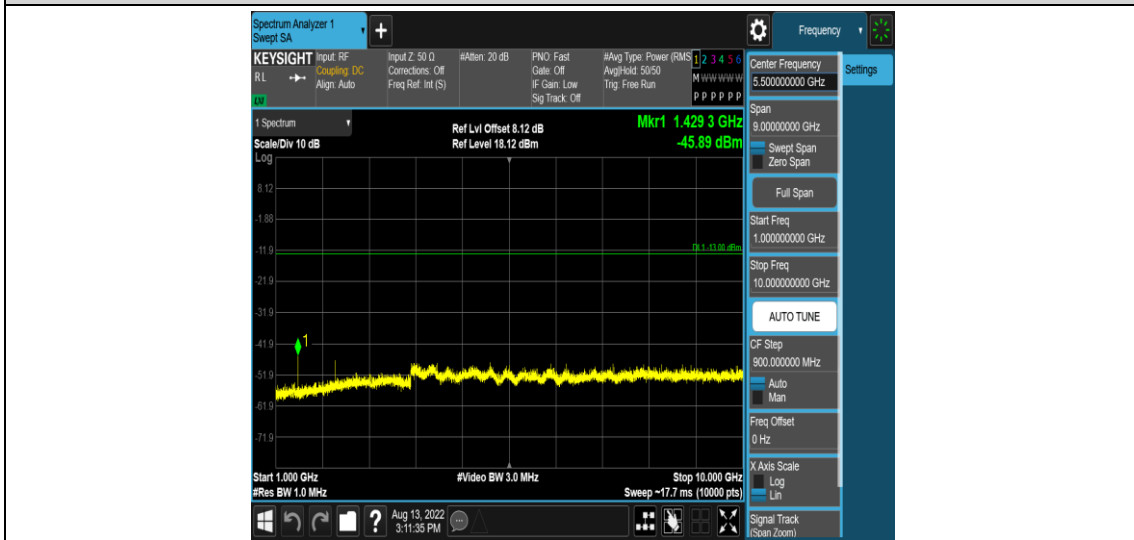 Spectrum Analyzer 1
Swept SA
+
Frequency
KEYSIGHT
RL
LXI
Input: RF
Coupling: DC
Align: Auto
Input Z: 50 Ω
Corrections: Off
Freq Ref: Int (S)
#Atten: 20 dB
PNO: Fast
Gate: Off
IF Gain: Low
Sig Track: Off
#Avg Type: Power (RMS
Avg|Hold: 50/50
Trig: Free Run
1 2 3 4 5 6
M W W W W W
P P P P P P
Center Frequency
5.50000000 GHz
Settings
1 Spectrum
Scale/Div 10 dB
Ref Lvl Offset 8.12 dB
Ref Level 18.12 dBm
Mkr1 1.429 3 GHz
-45.89 dBm
Log
8.12
-1.88
-11.9
-21.9
-31.9
-41.9
-51.9
-61.9
-71.9
DL1 -13.00 dBm
1
Start 1.000 GHz
#Res BW 1.0 MHz
#Video BW 3.0 MHz
Stop 10.000 GHz
Sweep ~17.7 ms (10000 pts)
Span
9.00000000 GHz
Swept Span
Zero Span
Full Span
Start Freq
1.000000000 GHz
Stop Freq
10.000000000 GHz
AUTO TUNE
CF Step
900.000000 MHz
Auto
Man
Freq Offset
0 Hz
X Axis Scale
Log
Lin
Signal Track
(Span Zoom)
?
Aug 13, 2022
3:11:35 PM